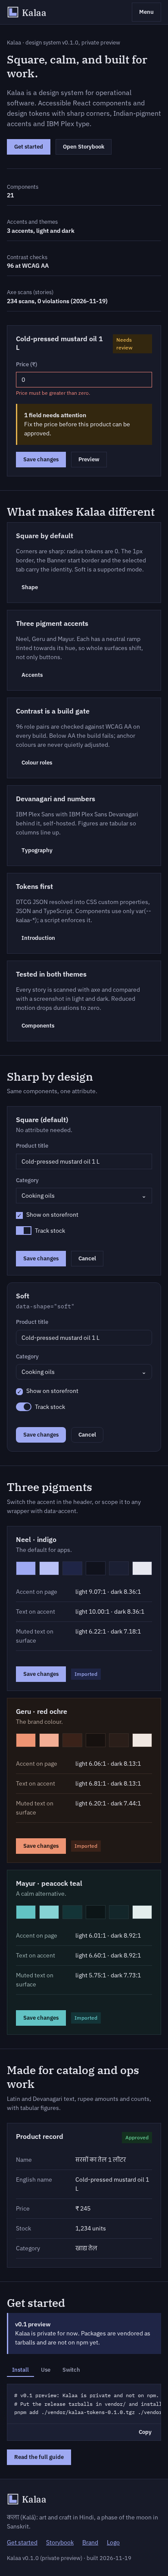 Kalaa
Menu
Kalaa · design system v0.1.0, private preview
Square, calm, and built for
work.
Kalaa is a design system for operational
software. Accessible React components and
design tokens with sharp corners, Indian-pigment
accents and IBM Plex type.
Get started
Open Storybook
Components
21
Accents and themes
3 accents, light and dark
Contrast checks
96 at WCAG AA
Axe scans (stories)
234 scans, 0 violations (2026-11-19)
Cold-pressed mustard oil 1
L
Needs
review
Price (₹)
0
Price must be greater than zero.
1 field needs attention
Fix the price before this product can be
approved.
Save changes
Preview
What makes Kalaa different
Square by default
Corners are sharp: radius tokens are 0. The 1px
border, the Banner start border and the selected
tab carry the identity. Soft is a supported mode.
Shape
Three pigment accents
Neel, Geru and Mayur. Each has a neutral ramp
tinted towards its hue, so whole surfaces shift,
not only buttons.
Accents
Contrast is a build gate
96 role pairs are checked against WCAG AA on
every build. Below AA the build fails; anchor
colours are never quietly adjusted.
Colour roles
Devanagari and numbers
IBM Plex Sans with IBM Plex Sans Devanagari
behind it, self-hosted. Figures are tabular so
columns line up.
Typography
Tokens first
DTCG JSON resolved into CSS custom properties,
JSON and TypeScript. Components use only var(--
kalaa-*); a script enforces it.
Introduction
Tested in both themes
Every story is scanned with axe and compared
with a screenshot in light and dark. Reduced
motion drops durations to zero.
Components
Sharp by design
Same components, one attribute.
Square (default)
No attribute needed.
Product title
Cold-pressed mustard oil 1 L
Category
Cooking oils
Show on storefront
Track stock
Save changes
Cancel
Soft
data-shape="soft"
Product title
Cold-pressed mustard oil 1 L
Category
Cooking oils
Show on storefront
Track stock
Save changes
Cancel
Three pigments
Switch the accent in the header, or scope it to any
wrapper with data-accent.
Neel · indigo
The default for apps.
Accent on page
light 9.07:1 · dark 8.36:1
Text on accent
light 10.00:1 · dark 8.36:1
Muted text on
surface
light 6.22:1 · dark 7.18:1
Save changes
Imported
Geru · red ochre
The brand colour.
Accent on page
light 6.06:1 · dark 8.13:1
Text on accent
light 6.81:1 · dark 8.13:1
Muted text on
surface
light 6.20:1 · dark 7.44:1
Save changes
Imported
Mayur · peacock teal
A calm alternative.
Accent on page
light 6.01:1 · dark 8.92:1
Text on accent
light 6.60:1 · dark 8.92:1
Muted text on
surface
light 5.75:1 · dark 7.73:1
Save changes
Imported
Made for catalog and ops
work
Latin and Devanagari text, rupee amounts and counts,
with tabular figures.
Product record
Approved
Name
सरसों का तेल 1 लीटर
English name
Cold-pressed mustard oil 1
L
Price
₹ 245
Stock
1,234 units
Category
खाद्य तेल
Get started
v0.1 preview
Kalaa is private for now. Packages are vendored as
tarballs and are not on npm yet.
Install
Use
Switch
# v0.1 preview: Kalaa is private and not on npm.
# Put the release tarballs in vendor/ and install
pnpm add ./vendor/kalaa-tokens-0.1.0.tgz ./vendor
Copy
Read the full guide
Kalaa
कला (Kalā): art and craft in Hindi, a phase of the moon in
Sanskrit.
Get started
Storybook
Brand
Logo
Kalaa v0.1.0 (private preview) · built 2026-11-19